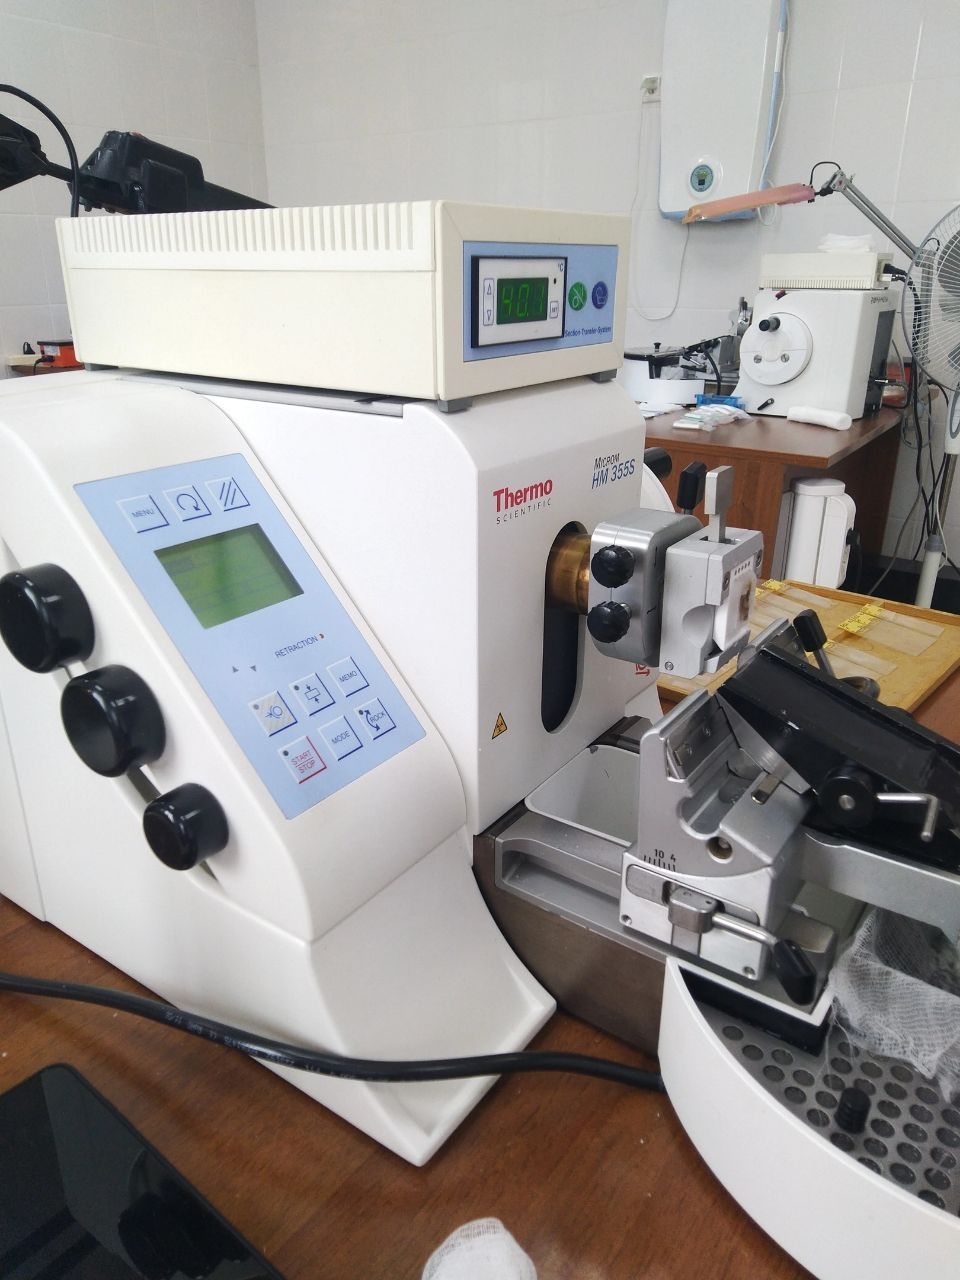 °C
40.1
SET
Section-Transfer-System
Thermo
SCIENTIFIC
MICROM
HM 355S
MENU
RETRACTION
MEMO
MODE
ROCK
START
STOP
10 4